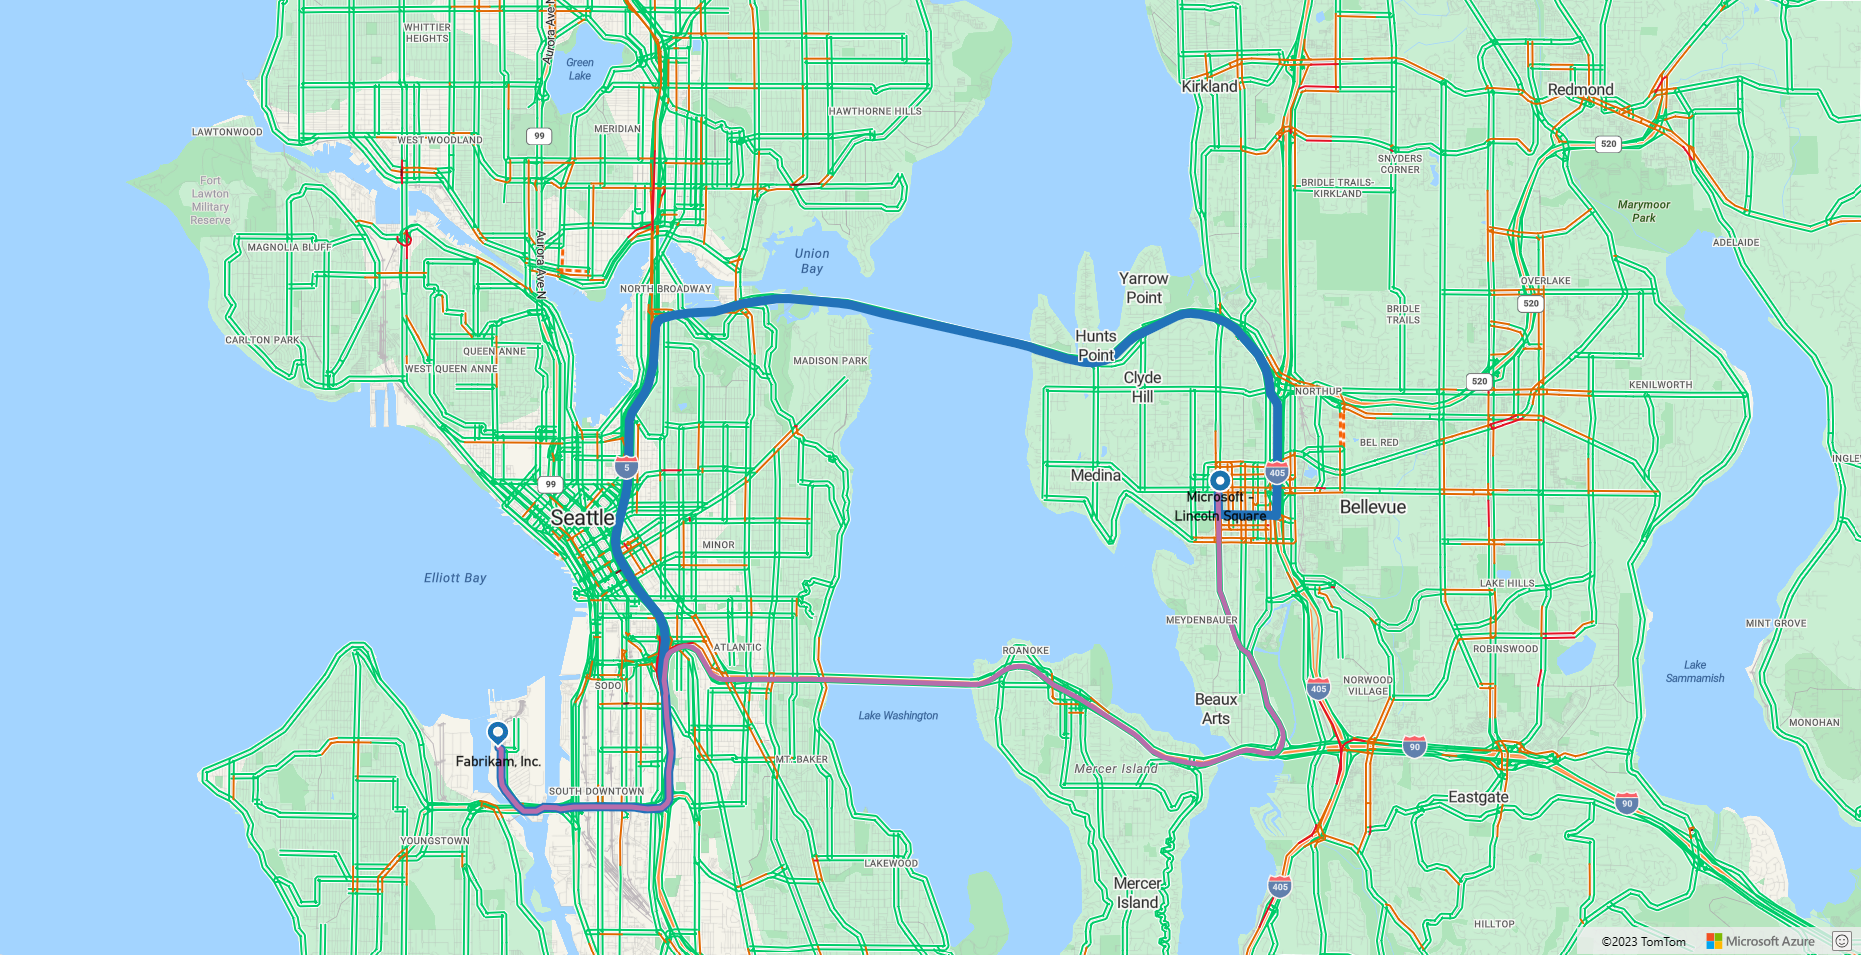 WHITTIER
HEIGHTS
Aurora Ave N
Green
Lake
Kirkland
Redmond
HAWTHORNE HILLS
LAWTONWOOD
MERIDIAN
99
WEST WOODLAND
520
SNYDERS
CORNER
Fort
Lawton
Military
Reserve
BRIDLE TRAILS-
KIRKLAND
Marymoor
Park
MAGNOLIA BLUFF
Aurora Ave N
Union
Bay
ADELAIDE
NORTH BROADWAY
Yarrow
Point
OVERLAKE
520
BRIDLE
TRAILS
CARLTON PARK
QUEEN ANNE
WEST QUEEN ANNE
MADISON PARK
Hunts
Point
Clyde
Hill
520
KENILWORTH
NORTHUP
BEL RED
5
99
Medina
405
INGLE
Microsoft -
Lincoln Square
Bellevue
Seattle
MINOR
Elliott Bay
LAKE HILLS
MEYDENBAUER
MINT GROVE
ATLANTIC
ROANOKE
ROBINSWOOD
Lake
Sammamish
SODO
405
NORWOOD
VILLAGE
Beaux
Arts
Lake Washington
MONOHAN
Fabrikam, Inc.
MT. BAKER
Mercer Island
90
SOUTH DOWNTOWN
Eastgate
90
YOUNGSTOWN
LAKEWOOD
Mercer
Island
405
HILLTOP
©2023 TomTom
Microsoft Azure